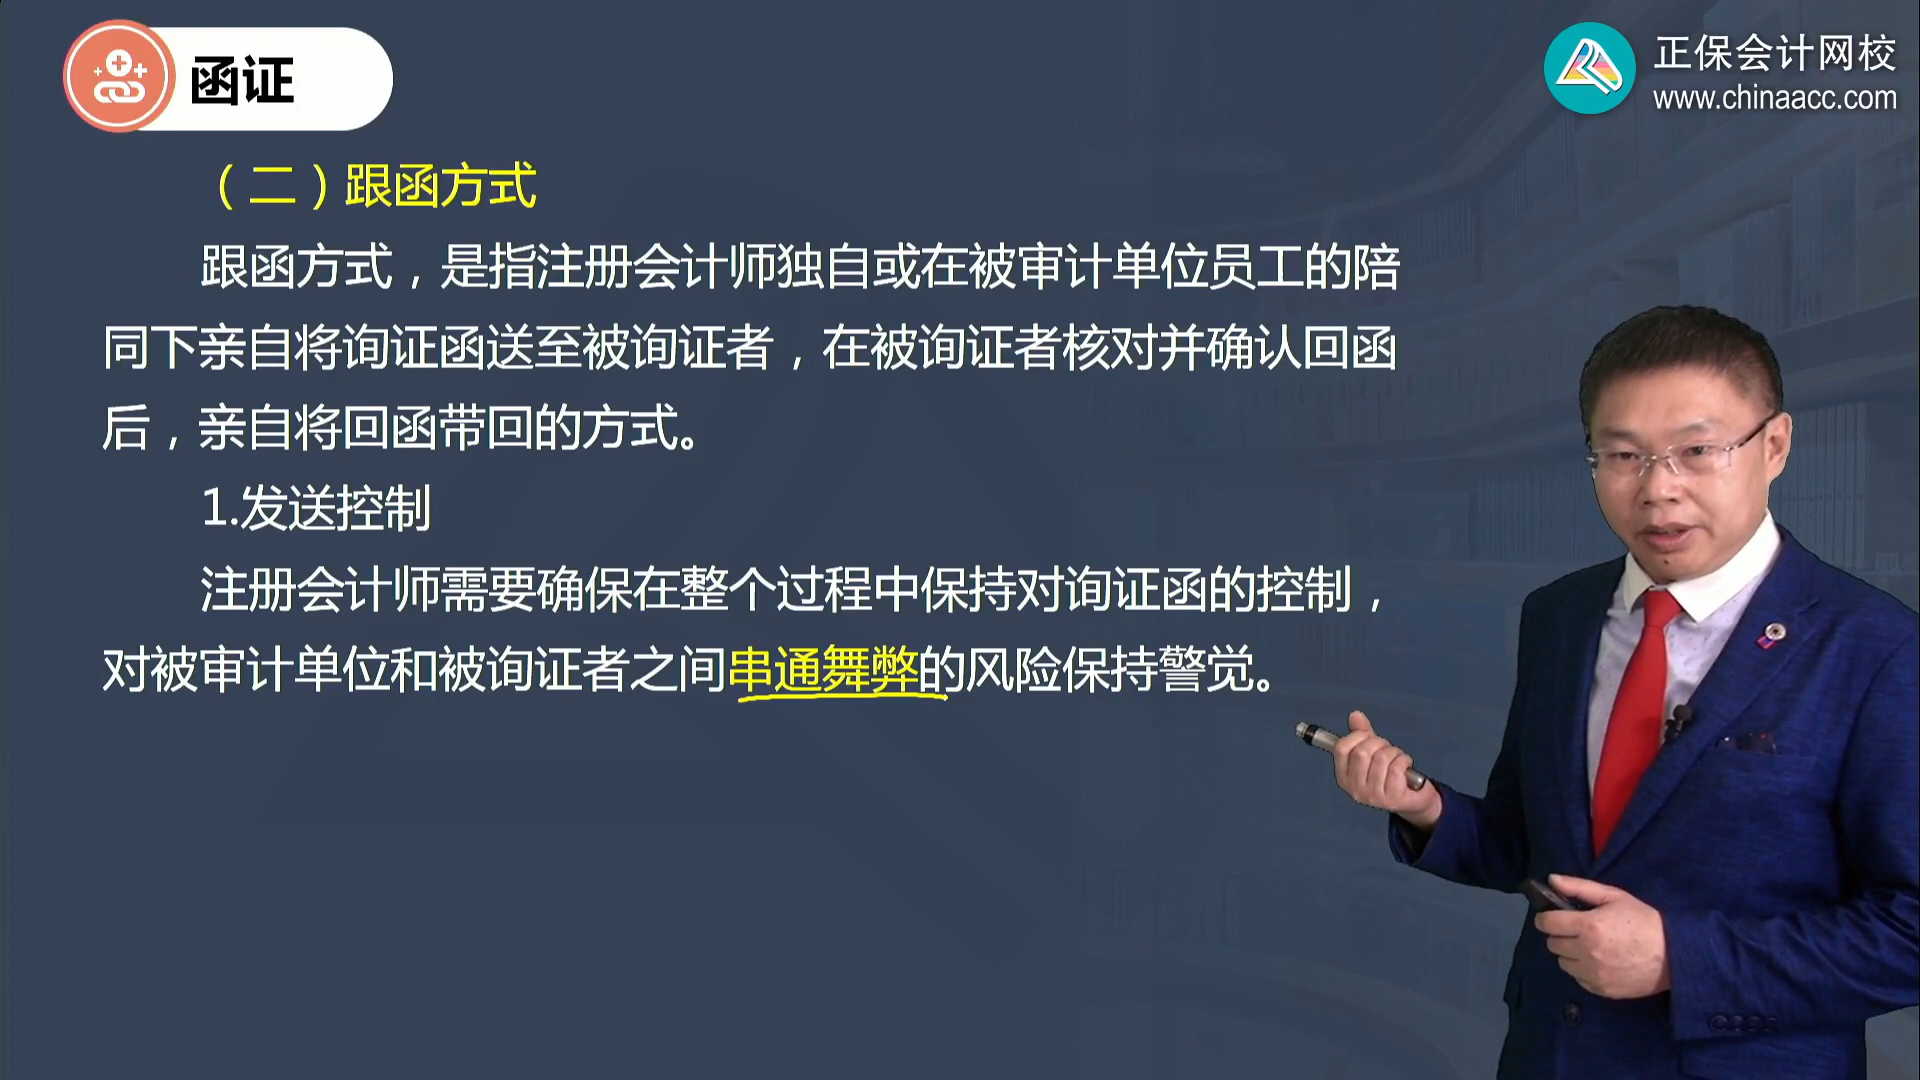 函证
正保会计网校
www.chinaacc.com
（二）跟函方式
跟函方式，是指注册会计师独自或在被审计单位员工的陪
同下亲自将询证函送至被询证者，在被询证者核对并确认回函
后，亲自将回函带回的方式。
1.发送控制
注册会计师需要确保在整个过程中保持对询证函的控制，
对被审计单位和被询证者之间串通舞弊的风险保持警觉。